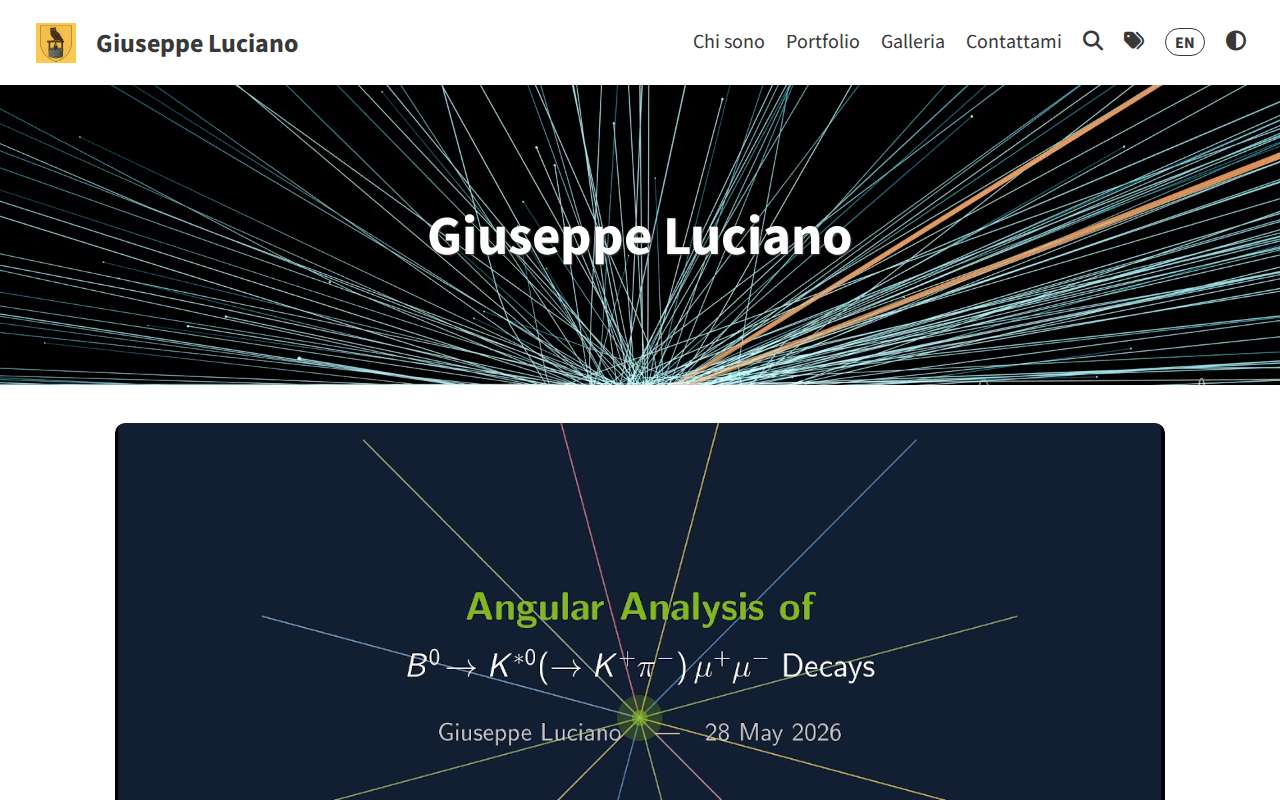 Giuseppe Luciano
Chi sono Portfolio Galleria Contattami EN
Giuseppe Luciano
Angular Analysis of
B⁰ → K*⁰(→ K⁺π⁻) μ⁺μ⁻ Decays
Giuseppe Luciano — 28 May 2026